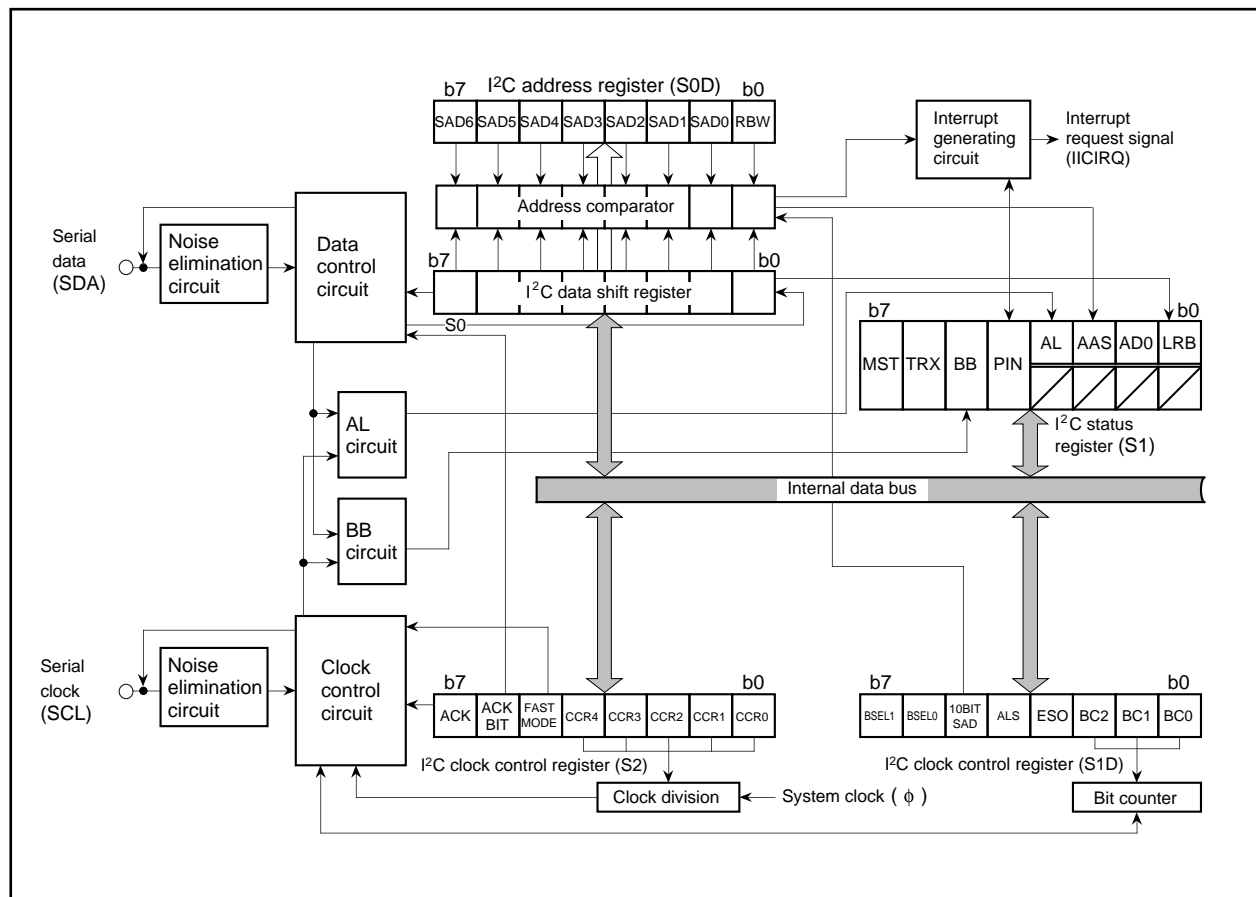 I²C address register (S0D)
b7
b0
SAD6 SAD5 SAD4 SAD3 SAD2 SAD1 SAD0 RBW
Interrupt
generating
circuit
Interrupt
request signal
(IICIRQ)
Address comparator
Serial
data
(SDA)
Noise
elimination
circuit
Data
control
circuit
b7
b0
I²C data shift register
S0
b7
b0
MST TRX BB PIN AL AAS AD0 LRB
I²C status
register (S1)
AL
circuit
Internal data bus
BB
circuit
Serial
clock
(SCL)
Noise
elimination
circuit
Clock
control
circuit
b7
b0
ACK
ACK
BIT
FAST
MODE
CCR4 CCR3 CCR2 CCR1 CCR0
I²C clock control register (S2)
Clock division
System clock ( ϕ )
b7
b0
BSEL1 BSEL0
10BIT
SAD
ALS ESO BC2 BC1 BC0
I²C clock control register (S1D)
Bit counter